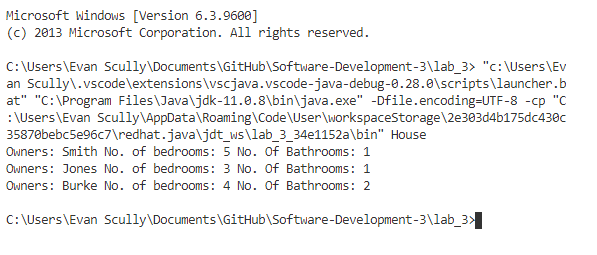 Microsoft Windows [Version 6.3.9600]
(c) 2013 Microsoft Corporation. All rights reserved.
C:\Users\Evan Scully\Documents\GitHub\Software-Development-3\lab_3> "c:\Users\Ev
an Scully\.vscode\extensions\vscjava.vscode-java-debug-0.28.0\scripts\launcher.b
at" "C:\Program Files\Java\jdk-11.0.8\bin\java.exe" -Dfile.encoding=UTF-8 -cp "C
:\Users\Evan Scully\AppData\Roaming\Code\User\workspaceStorage\2e303d4b175dc430c
35870bebc5e96c7\redhat.java\jdt_ws\lab_3_34e1152a\bin" House
Owners: Smith No. of bedrooms: 5 No. Of Bathrooms: 1
Owners: Jones No. of bedrooms: 3 No. Of Bathrooms: 1
Owners: Burke No. of bedrooms: 4 No. Of Bathrooms: 2
C:\Users\Evan Scully\Documents\GitHub\Software-Development-3\lab_3>